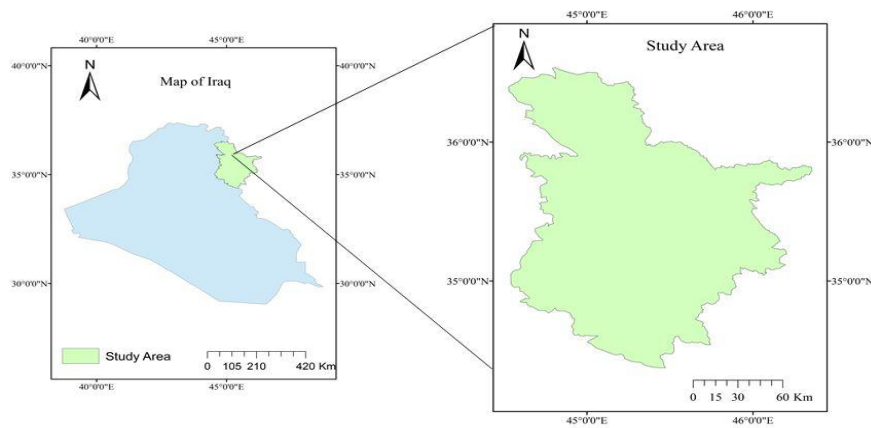 40°0'0"E 45°0'0"E
N
Map of Iraq
40°0'0"N 40°0'0"N
35°0'0"N 35°0'0"N
30°0'0"N 30°0'0"N
Study Area
0 105 210 420 Km
40°0'0"E 45°0'0"E
45°0'0"E 46°0'0"E
N
Study Area
36°0'0"N 36°0'0"N
35°0'0"N 35°0'0"N
0 15 30 60 Km
45°0'0"E 46°0'0"E